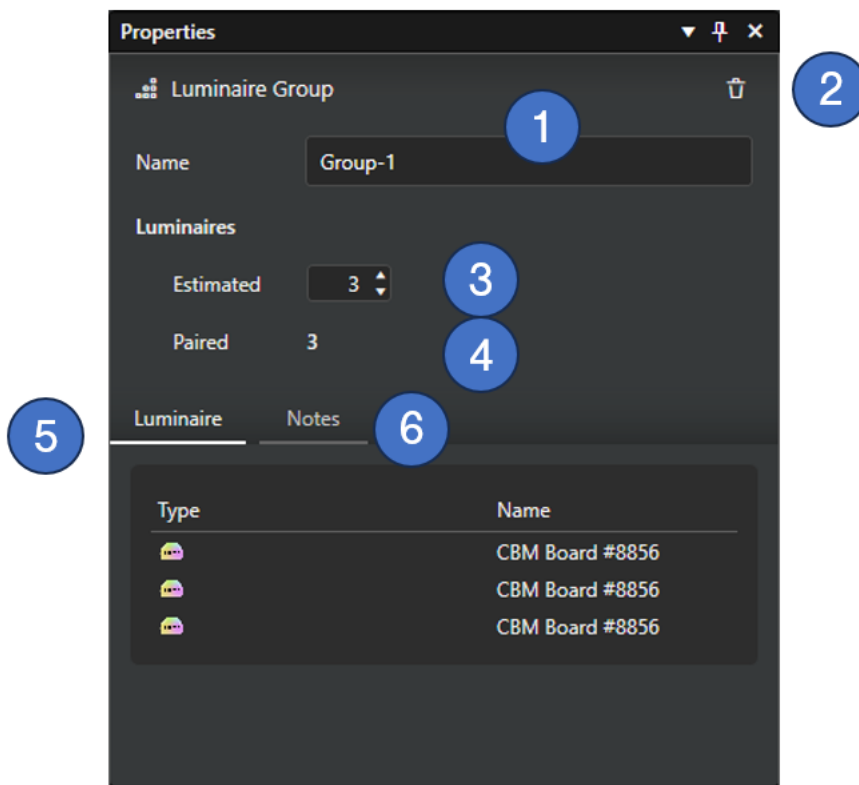 Properties
Luminaire Group
2
1
Name Group-1
Luminaires
Estimated 3 3
Paired 3 4
5 Luminaire Notes 6
Type Name
CBM Board #8856
CBM Board #8856
CBM Board #8856